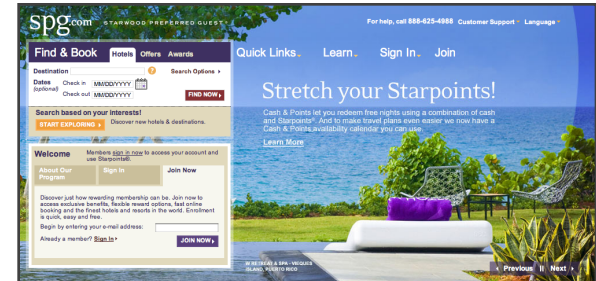 spg.com STARWOOD PREFERRED GUEST
For help, call 888-625-4988 Customer Support Language
Find & Book Hotels Offers Awards
Quick Links Learn Sign In Join
Destination ? Search Options
Dates (optional) Check in MM/DD/YYYY
Check out MM/DD/YYYY FIND NOW
Search based on your interests!
START EXPLORING Discover new hotels & destinations.
Stretch your Starpoints!
Cash & Points let you redeem free nights using a combination of cash
and Starpoints®. And to make travel plans even easier we now have a
Cash & Points availability calendar you can use.
Learn More
Welcome Members sign in now to access your account and
use Starpoints®.
About Our
Program
Sign In
Join Now
Discover just how rewarding membership can be. Join now to
access exclusive benefits, flexible reward options, fast online
booking and the finest hotels and resorts in the world. Enrollment
is quick, easy and free.
Begin by entering your e-mail address:
Already a member? Sign In JOIN NOW
W RETREAT & SPA - VIEQUES
ISLAND, PUERTO RICO
Previous || Next